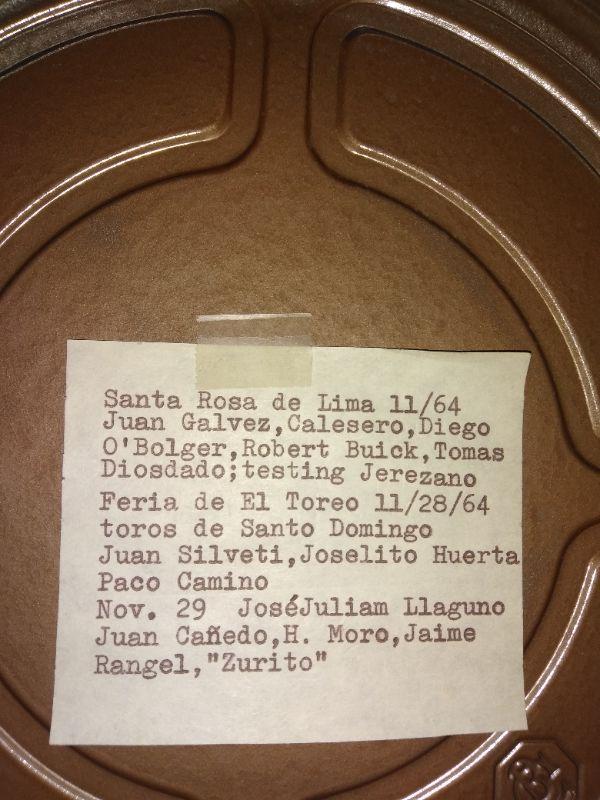 Santa Rosa de Lima 11/64
Juan Galvez,Calesero,Diego
O'Bolger,Robert Buick,Tomas
Diosdado;testing Jerezano
Feria de El Toreo 11/28/64
toros de Santo Domingo
Juan Silveti,Joselito Huerta
Paco Camino
Nov. 29 JoséJuliam Llaguno
Juan Cañedo,H. Moro,Jaime
Rangel,"Zurito"